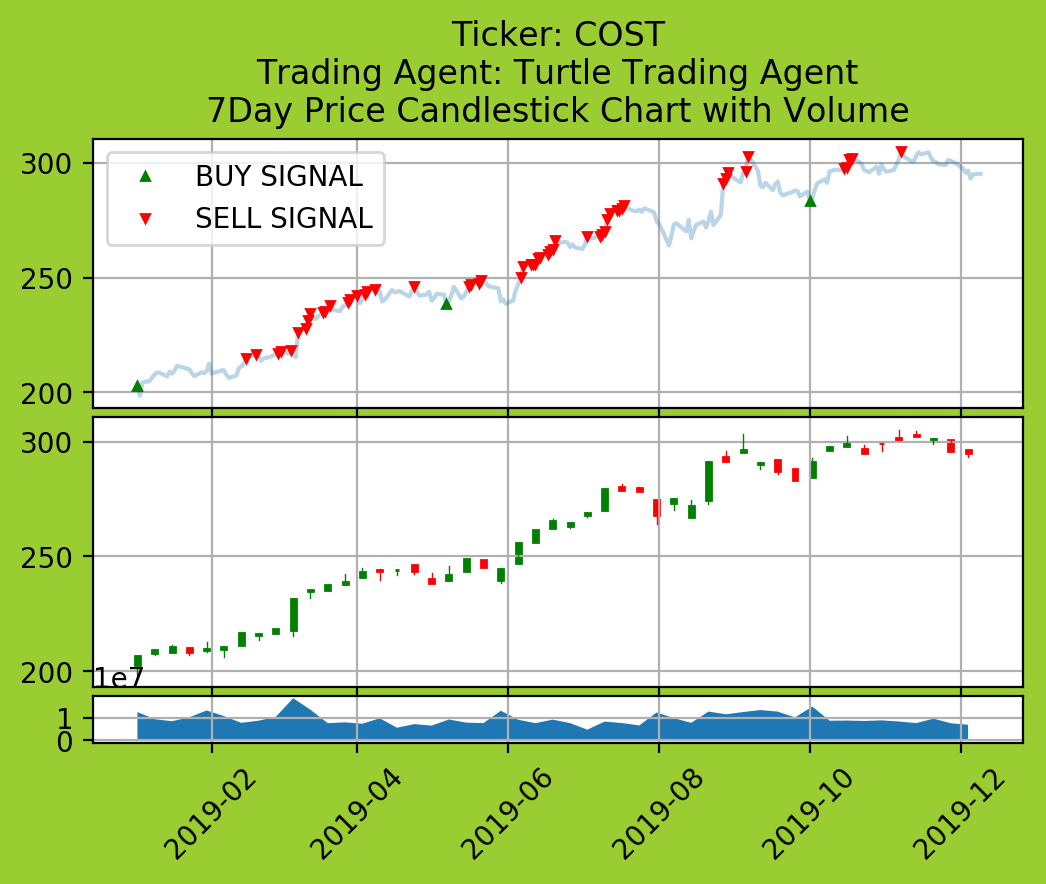 Ticker: COST
Trading Agent: Turtle Trading Agent
7Day Price Candlestick Chart with Volume
300
250
200
BUY SIGNAL
SELL SIGNAL
300
250
200
1e7
1
0
2019-02
2019-04
2019-06
2019-08
2019-10
2019-12